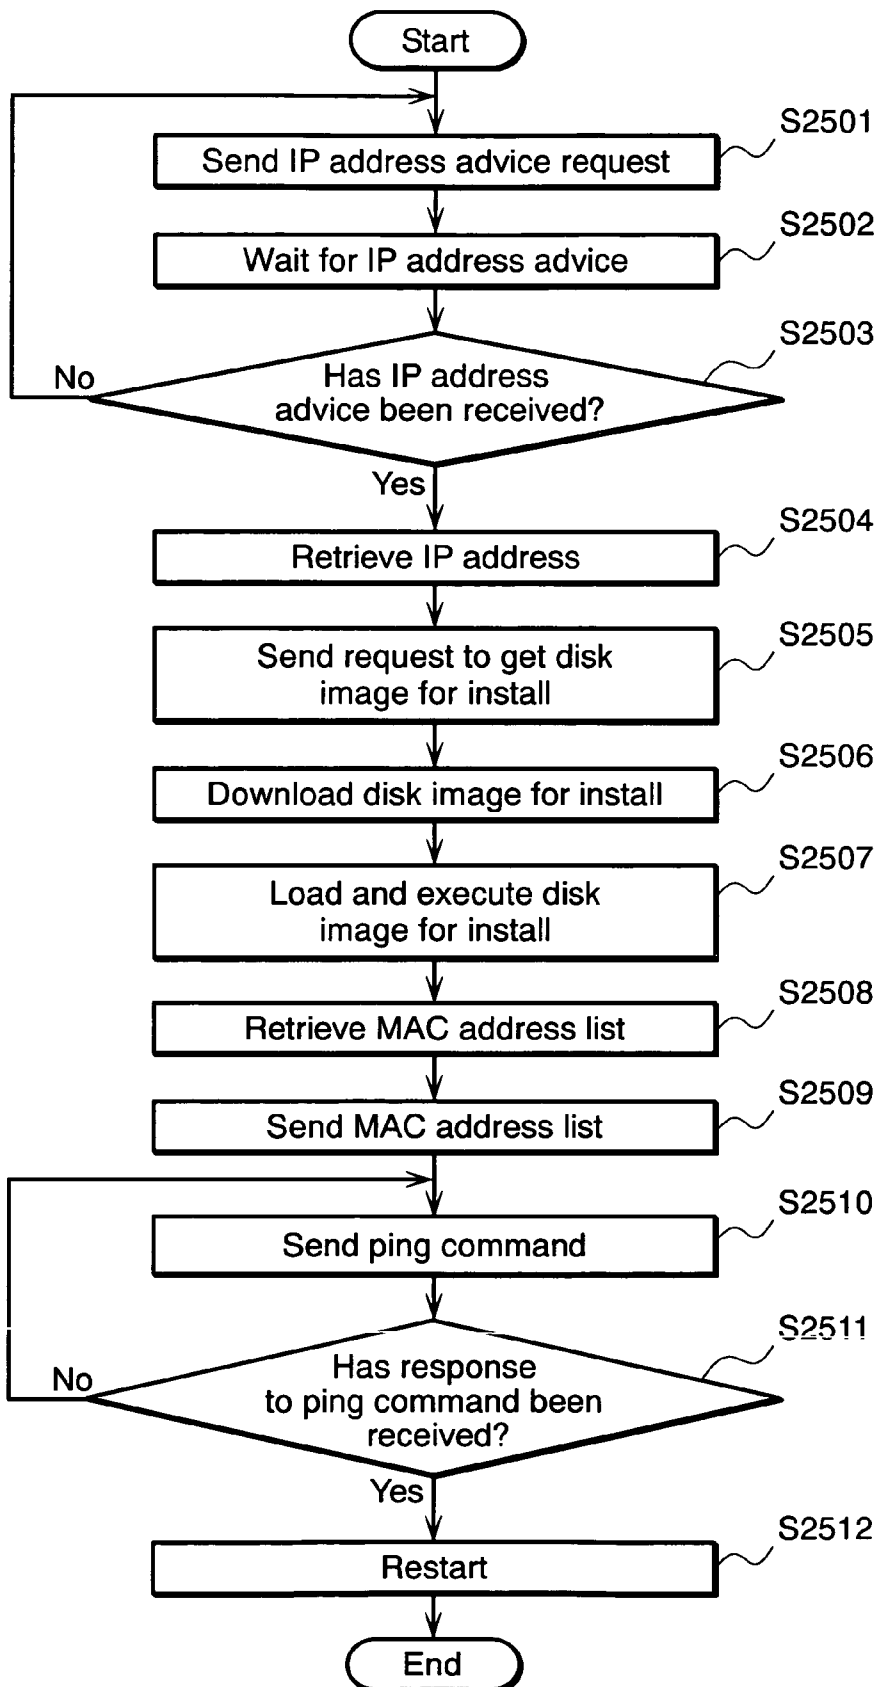 Start
S2501
Send IP address advice request
S2502
Wait for IP address advice
S2503
Has IP address
advice been received?
No
Yes
S2504
Retrieve IP address
S2505
Send request to get disk
image for install
S2506
Download disk image for install
S2507
Load and execute disk
image for install
S2508
Retrieve MAC address list
S2509
Send MAC address list
S2510
Send ping command
S2511
Has response
to ping command been
received?
No
Yes
S2512
Restart
End